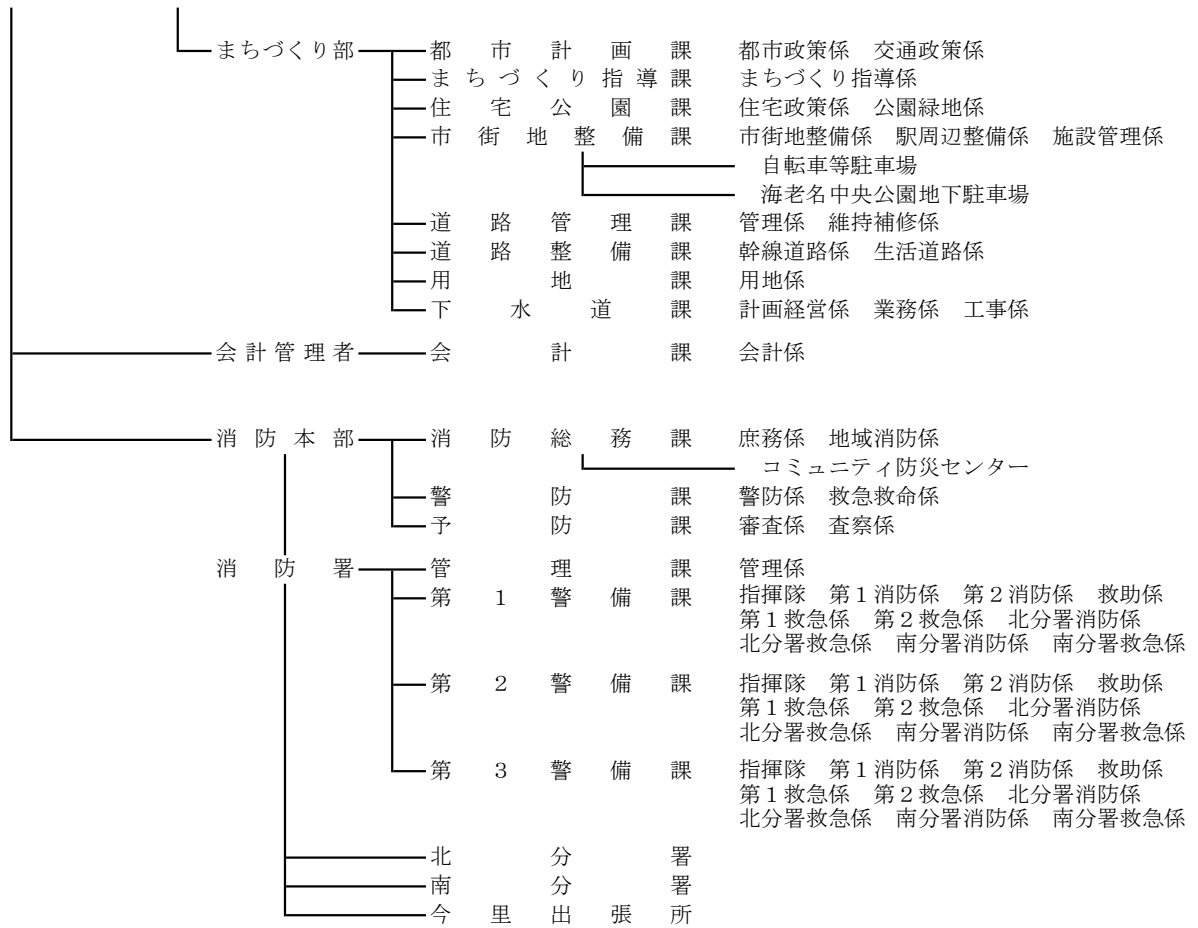 まちづくり部 都市計画課 都市政策係 交通政策係
まちづくり指導課 まちづくり指導係
住宅公園課 住宅政策係 公園緑地係
市街地整備課 市街地整備係 駅周辺整備係 施設管理係
自転車等駐車場
海老名中央公園地下駐車場
道路管理課 管理係 維持補修係
道路整備課 幹線道路係 生活道路係
用地課 用地係
下水道課 計画経営係 業務係 工事係
会計管理者 会計課 会計係
消防本部 消防総務課 庶務係 地域消防係
コミュニティ防災センター
警防課 警防係 救急救命係
予防課 審査係 査察係
消防署 管理課 管理係
第1警備課 指揮隊 第1消防係 第2消防係 救助係
第1救急係 第2救急係 北分署消防係
北分署救急係 南分署消防係 南分署救急係
第2警備課 指揮隊 第1消防係 第2消防係 救助係
第1救急係 第2救急係 北分署消防係
北分署救急係 南分署消防係 南分署救急係
第3警備課 指揮隊 第1消防係 第2消防係 救助係
第1救急係 第2救急係 北分署消防係
北分署救急係 南分署消防係 南分署救急係
北分署
南分署
今里出張所